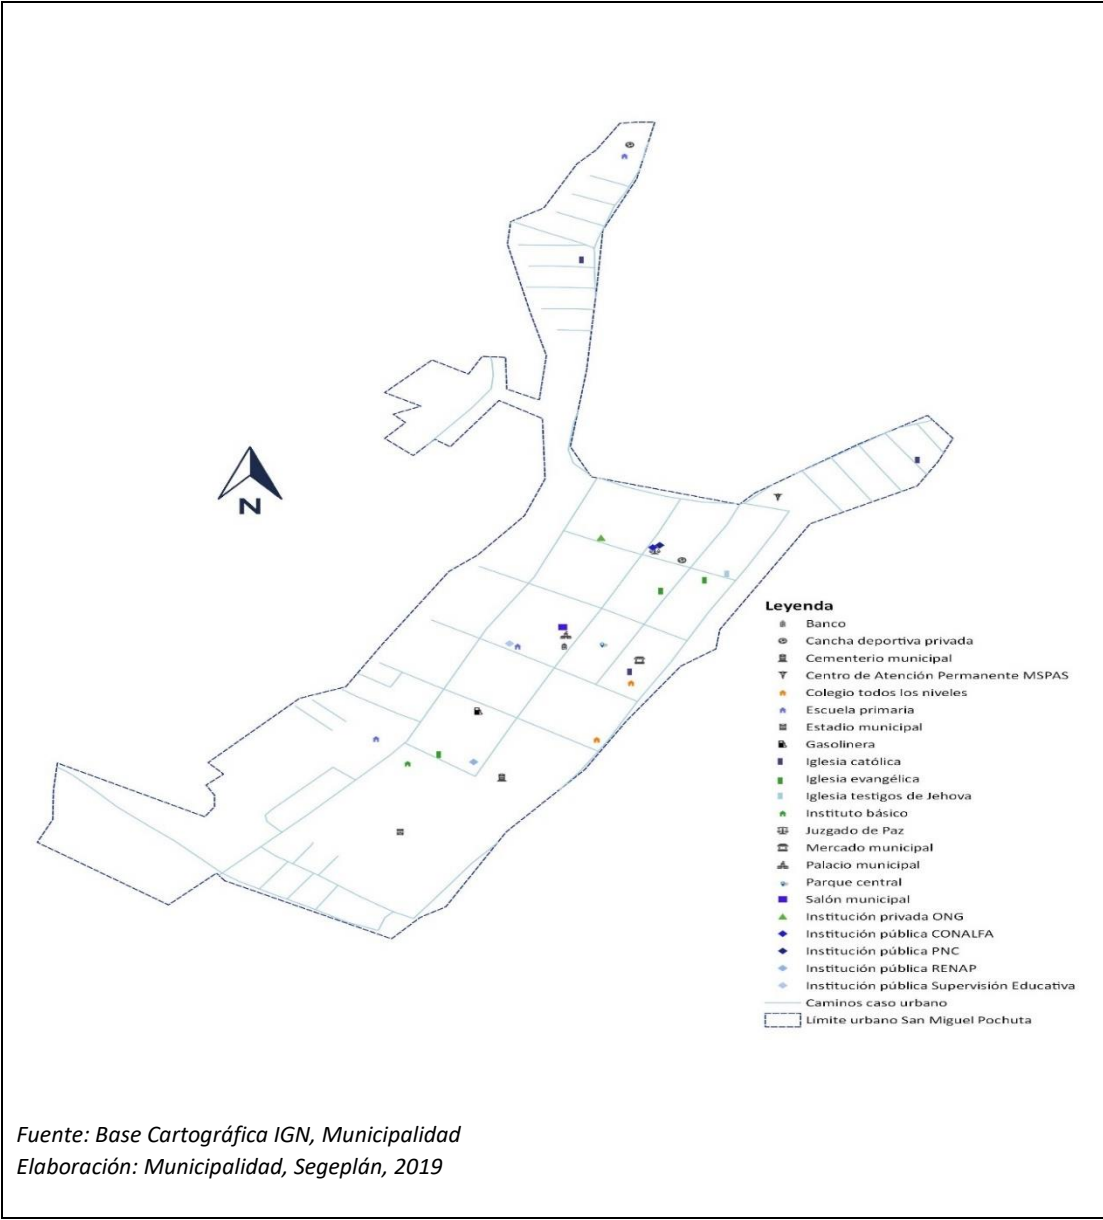 N
Leyenda
Banco
Cancha deportiva privada
Cementerio municipal
Centro de Atención Permanente MSPAS
Colegio todos los niveles
Escuela primaria
Estadio municipal
Gasolinera
Iglesia católica
Iglesia evangélica
Iglesia testigos de Jehova
Instituto básico
Juzgado de Paz
Mercado municipal
Palacio municipal
Parque central
Salón municipal
Institución privada ONG
Institución pública CONALFA
Institución pública PNC
Institución pública RENAP
Institución pública Supervisión Educativa
Caminos caso urbano
Límite urbano San Miguel Pochuta
Fuente: Base Cartográfica IGN, Municipalidad
Elaboración: Municipalidad, Segeplán, 2019